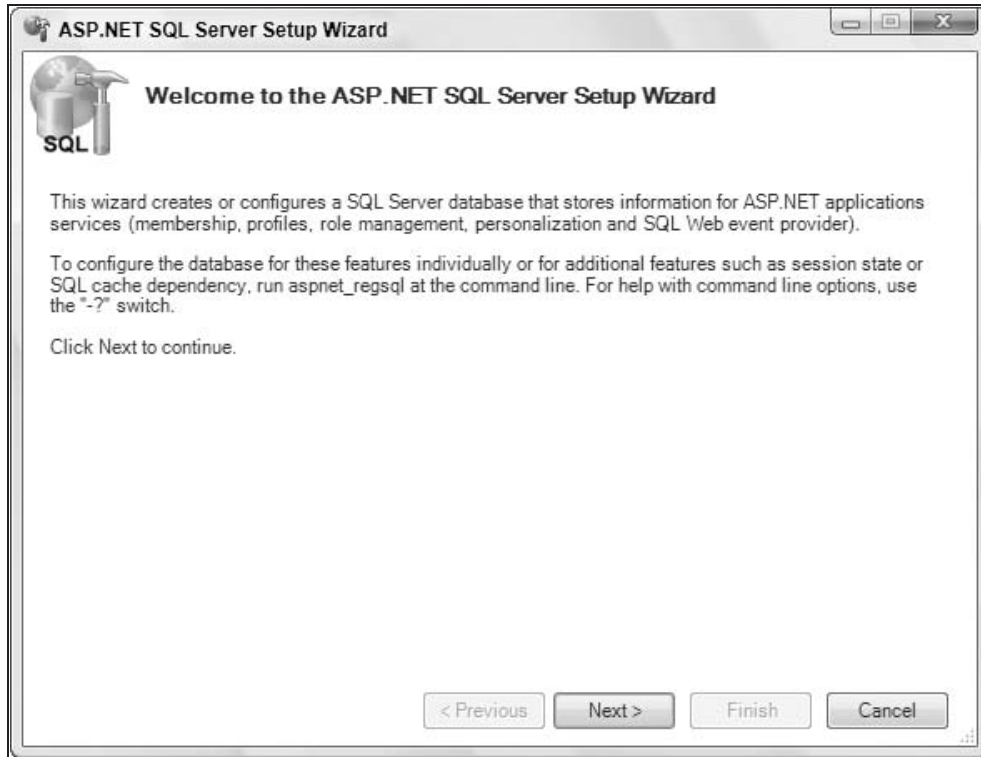 ASP.NET SQL Server Setup Wizard
Welcome to the ASP.NET SQL Server Setup Wizard
SQL
This wizard creates or configures a SQL Server database that stores information for ASP.NET applications
services (membership, profiles, role management, personalization and SQL Web event provider).
To configure the database for these features individually or for additional features such as session state or
SQL cache dependency, run aspnet_regsql at the command line. For help with command line options, use
the "-?" switch.
Click Next to continue.
< Previous
Next >
Finish
Cancel